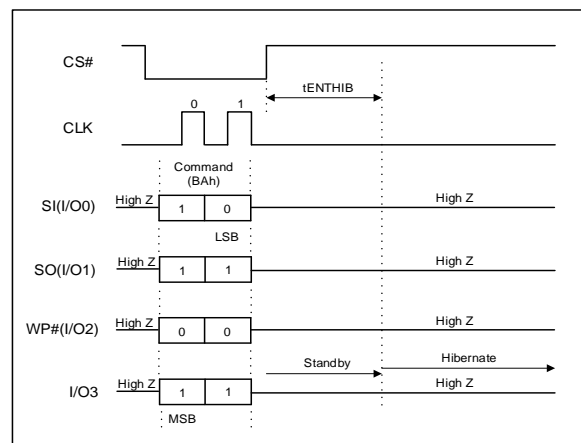 CS#
tENTHIB
0 1
CLK
Command
(BAh)
High Z High Z
SI(I/O0) 1 0
LSB
High Z High Z
SO(I/O1) 1 1
High Z High Z
WP#(I/O2) 0 0
Standby Hibernate
High Z High Z
I/O3 1 1
MSB